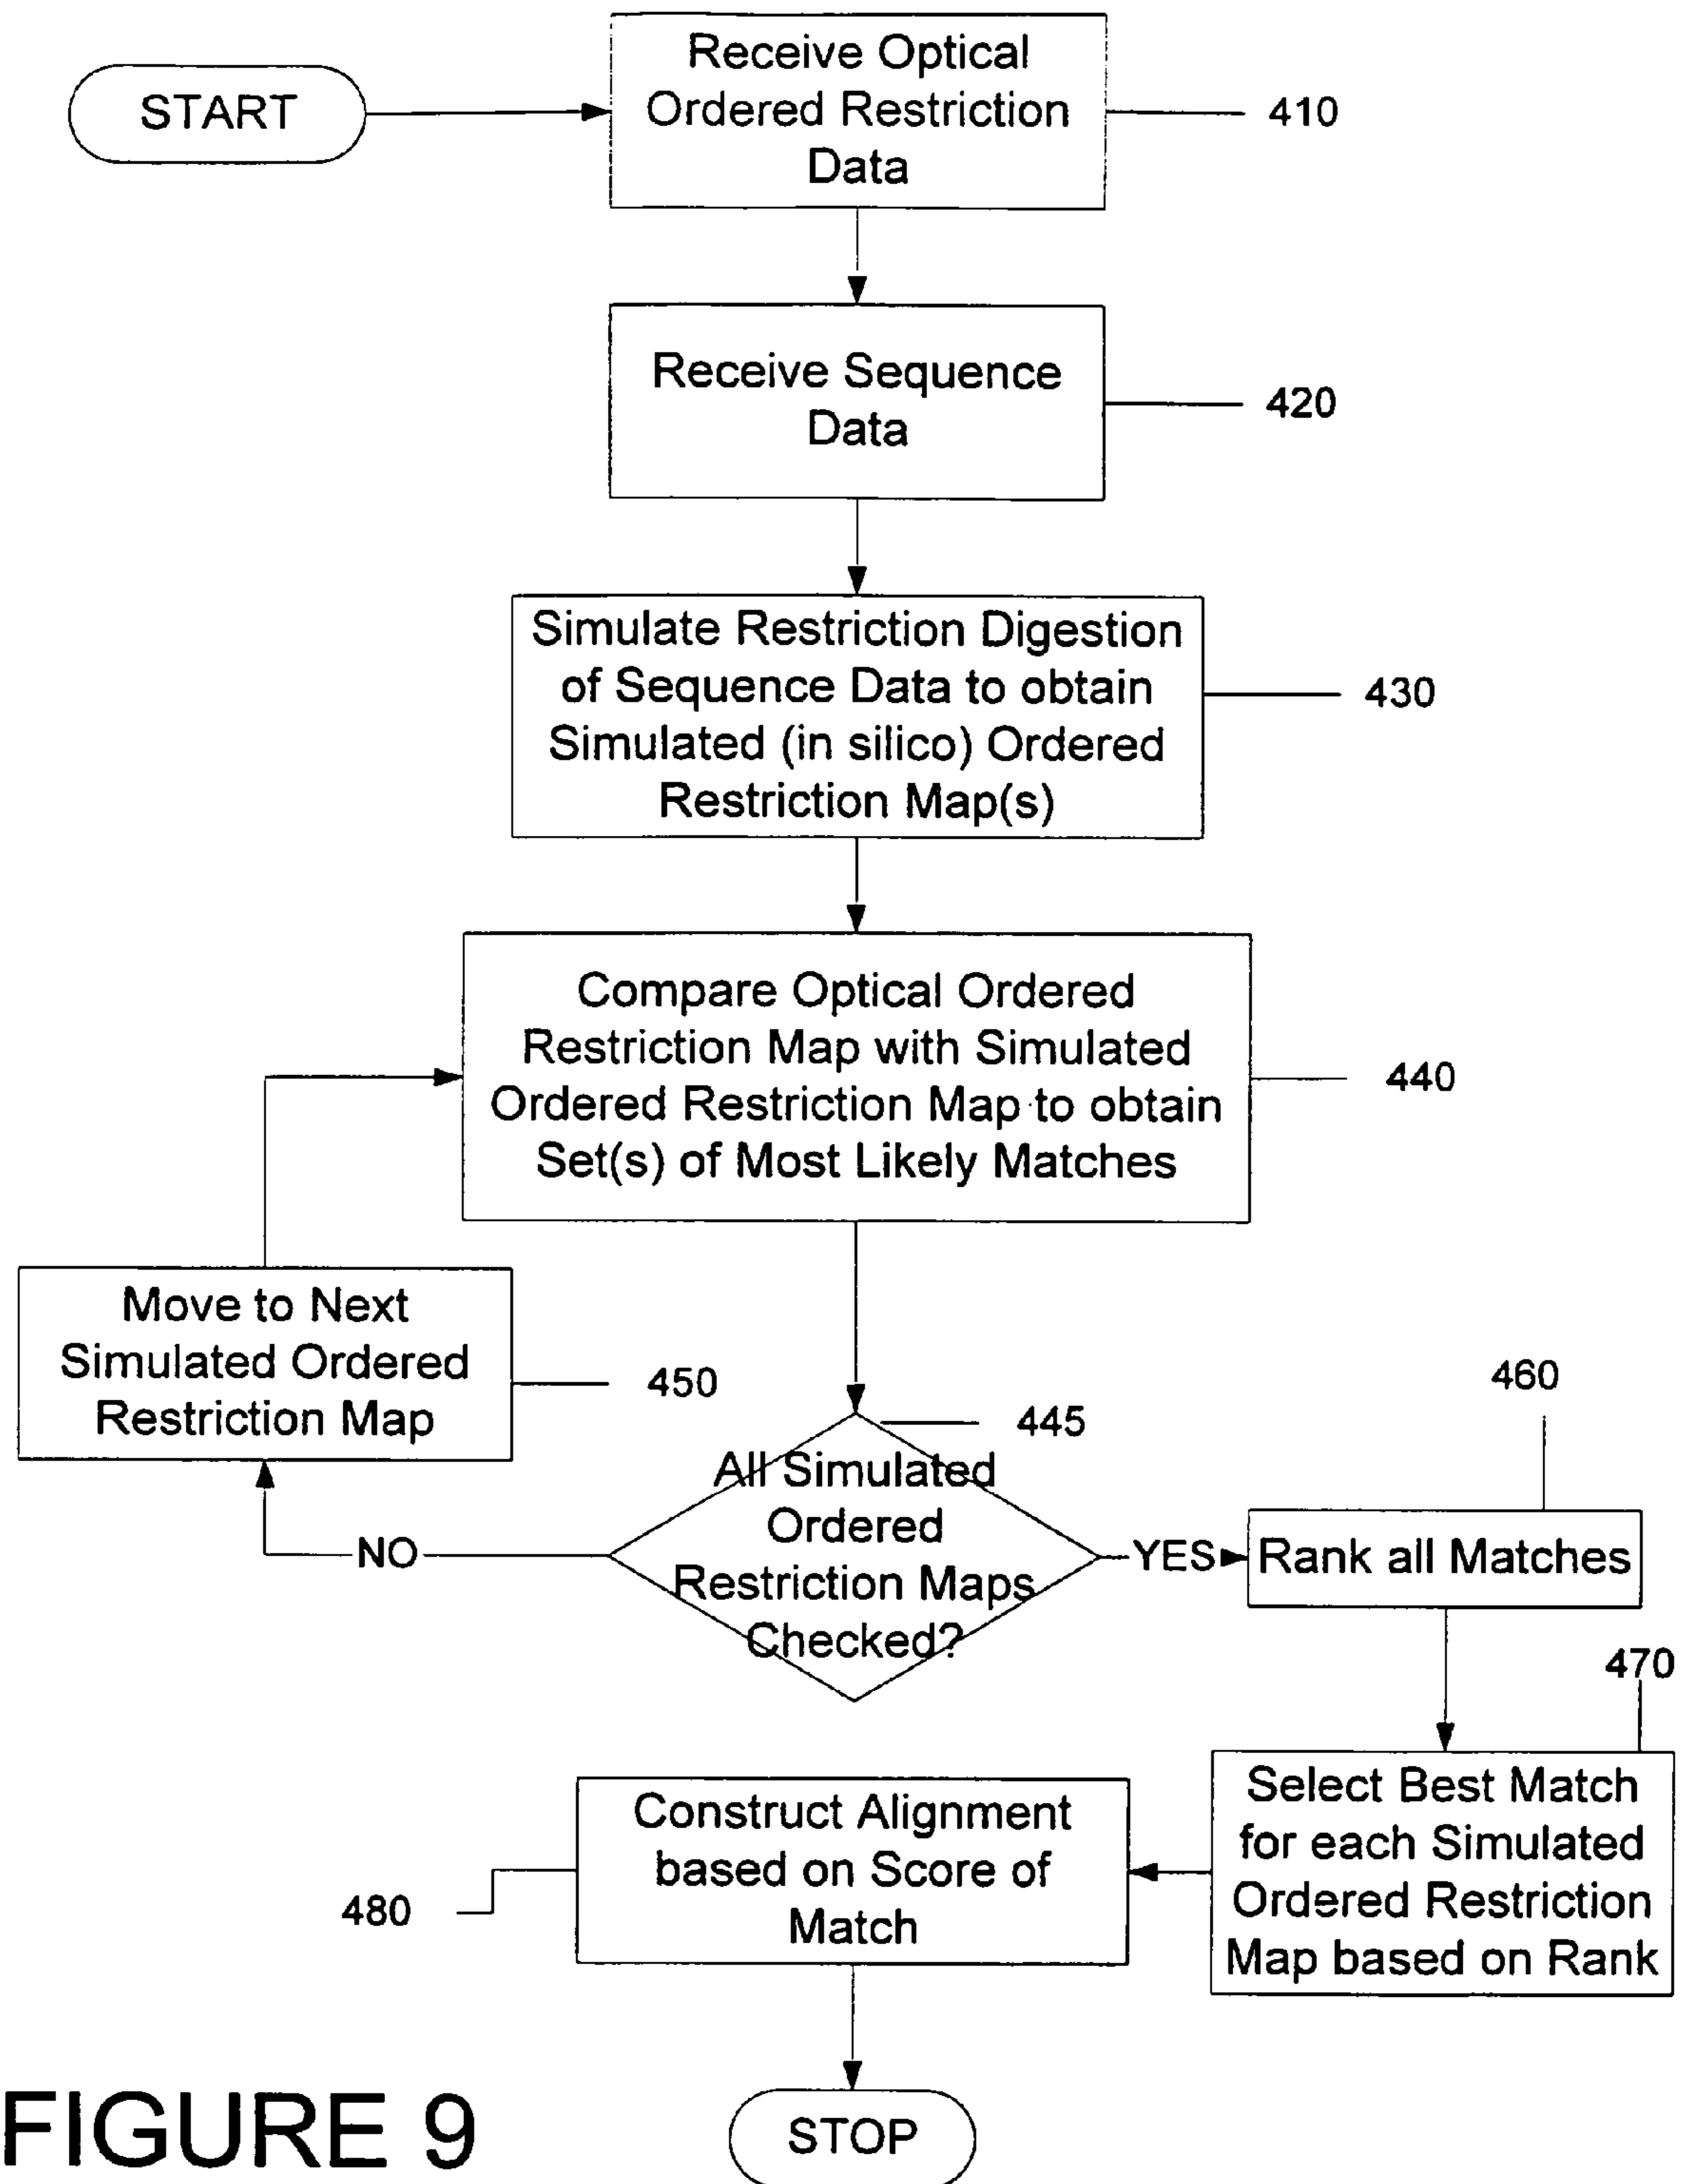 START
Receive Optical
Ordered Restriction
Data
410
Receive Sequence
Data
420
Simulate Restriction Digestion
of Sequence Data to obtain
Simulated (in silico) Ordered
Restriction Map(s)
430
Compare Optical Ordered
Restriction Map with Simulated
Ordered Restriction Map to obtain
Set(s) of Most Likely Matches
440
Move to Next
Simulated Ordered
Restriction Map
450
445
All Simulated
Ordered
Restriction Maps
Checked?
NO
YES
460
Rank all Matches
470
Select Best Match
for each Simulated
Ordered Restriction
Map based on Rank
Construct Alignment
based on Score of
Match
480
STOP
FIGURE 9